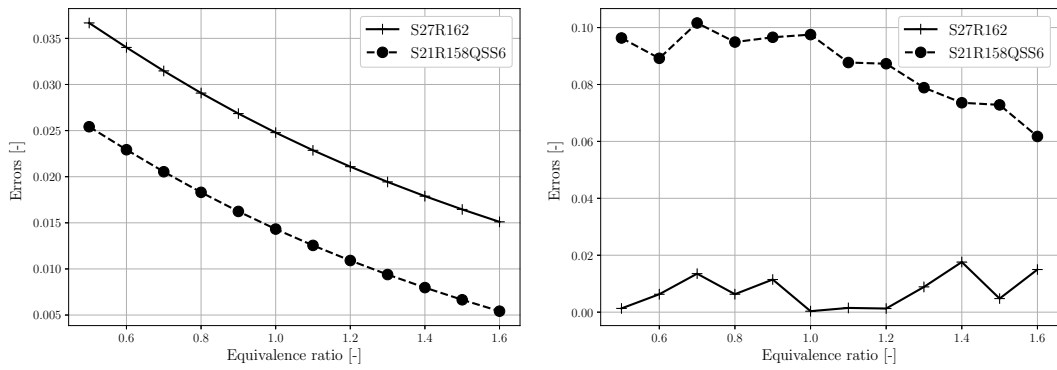 S27R162
S21R158QSS6
0.035
0.030
0.025
0.020
0.015
0.010
0.005
Errors [-]
0.6 0.8 1.0 1.2 1.4 1.6
Equivalence ratio [-]
S27R162
S21R158QSS6
0.10
0.08
0.06
0.04
0.02
0.00
Errors [-]
0.6 0.8 1.0 1.2 1.4 1.6
Equivalence ratio [-]